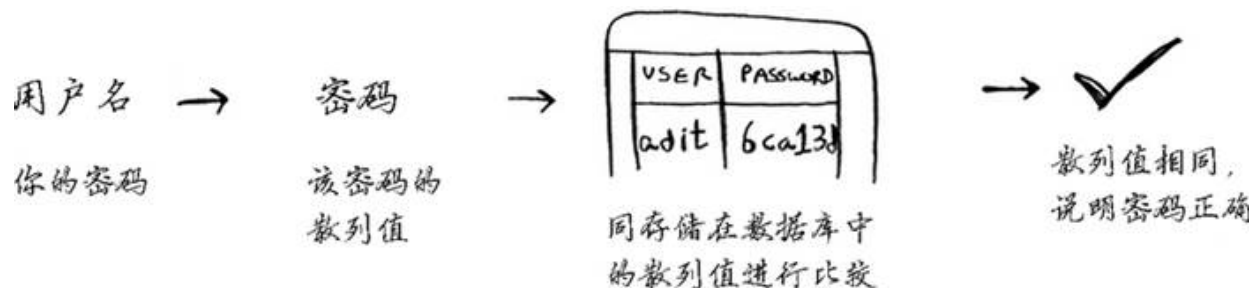 用户名 → 密码 →
你的密码
该密码的
散列值
USER PASSWORD
adit 6ca13d
同存储在数据库中
的散列值进行比较
→ ✓
散列值相同,
说明密码正确